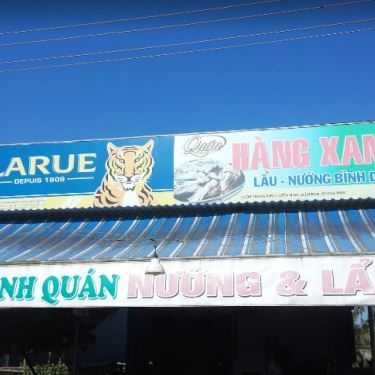 LARUE
DEPUIS 1909
Quán
HÀNG XAN
LẨU - NƯỚNG BÌNH D
NH QUÁN NƯỚNG & LẨ